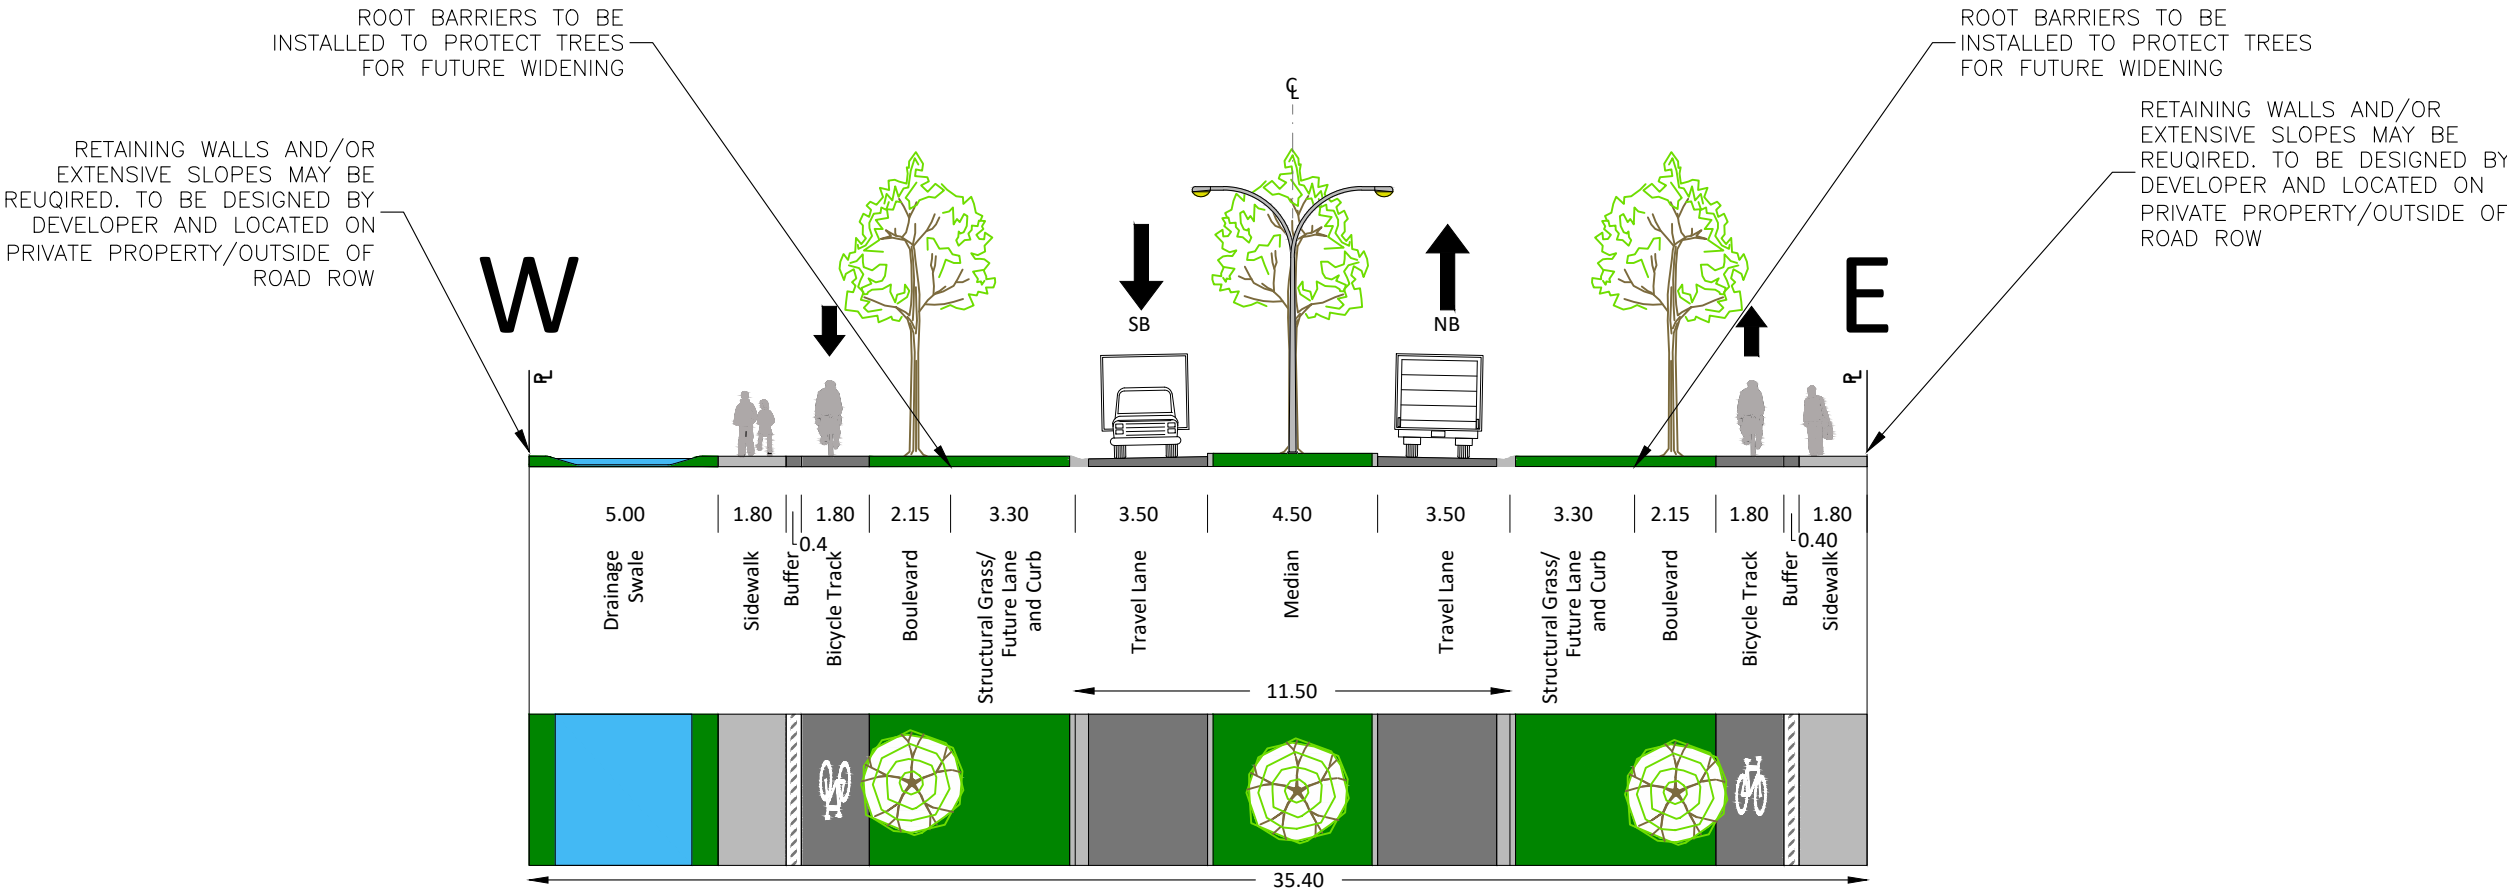 ROOT BARRIERS TO BE
INSTALLED TO PROTECT TREES
FOR FUTURE WIDENING
ROOT BARRIERS TO BE
INSTALLED TO PROTECT TREES
FOR FUTURE WIDENING
RETAINING WALLS AND/OR
EXTENSIVE SLOPES MAY BE
REUQIRED. TO BE DESIGNED BY
DEVELOPER AND LOCATED ON
PRIVATE PROPERTY/OUTSIDE OF
ROAD ROW
RETAINING WALLS AND/OR
EXTENSIVE SLOPES MAY BE
REUQIRED. TO BE DESIGNED BY
DEVELOPER AND LOCATED ON
PRIVATE PROPERTY/OUTSIDE OF
ROAD ROW
CL
W
E
SB
NB
PL
PL
5.00
1.80
0.4
1.80
2.15
3.30
3.50
4.50
3.50
3.30
2.15
1.80
0.40
1.80
Drainage
Swale
Sidewalk
Buffer
Bicycle Track
Boulevard
Structural Grass/
Future Lane
and Curb
Travel Lane
Median
Travel Lane
Structural Grass/
Future Lane
and Curb
Boulevard
Bicycle Track
Buffer
Sidewalk
11.50
35.40